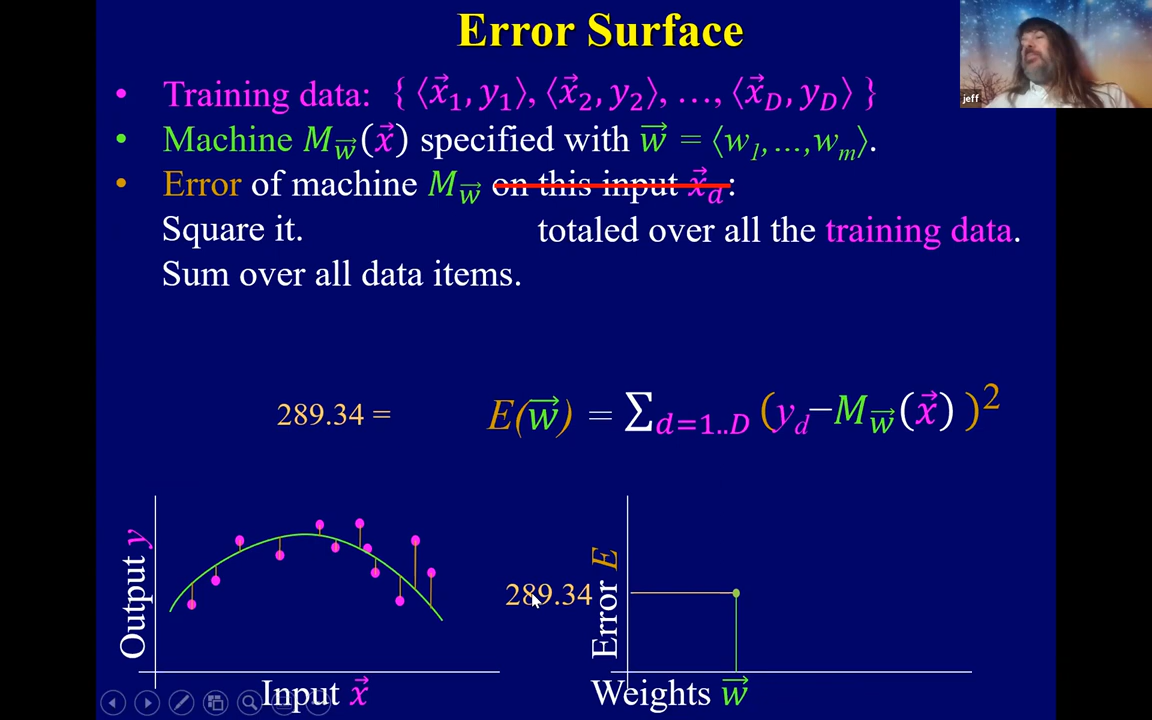 Error Surface
jeff
• Training data: { ⟨x⃗₁, y₁⟩, ⟨x⃗₂, y₂⟩, …, ⟨x⃗_D, y_D⟩ }
• Machine M_w⃗(x⃗) specified with w⃗ = ⟨w₁,…,w_m⟩.
• Error of machine M_w⃗ on this input x⃗_d:
Square it. totaled over all the training data.
Sum over all data items.
289.34 = E(w⃗) = ∑_d=1..D (y_d–M_w⃗(x⃗) )²
Output y
289.34
Error E
Input x⃗
Weights w⃗